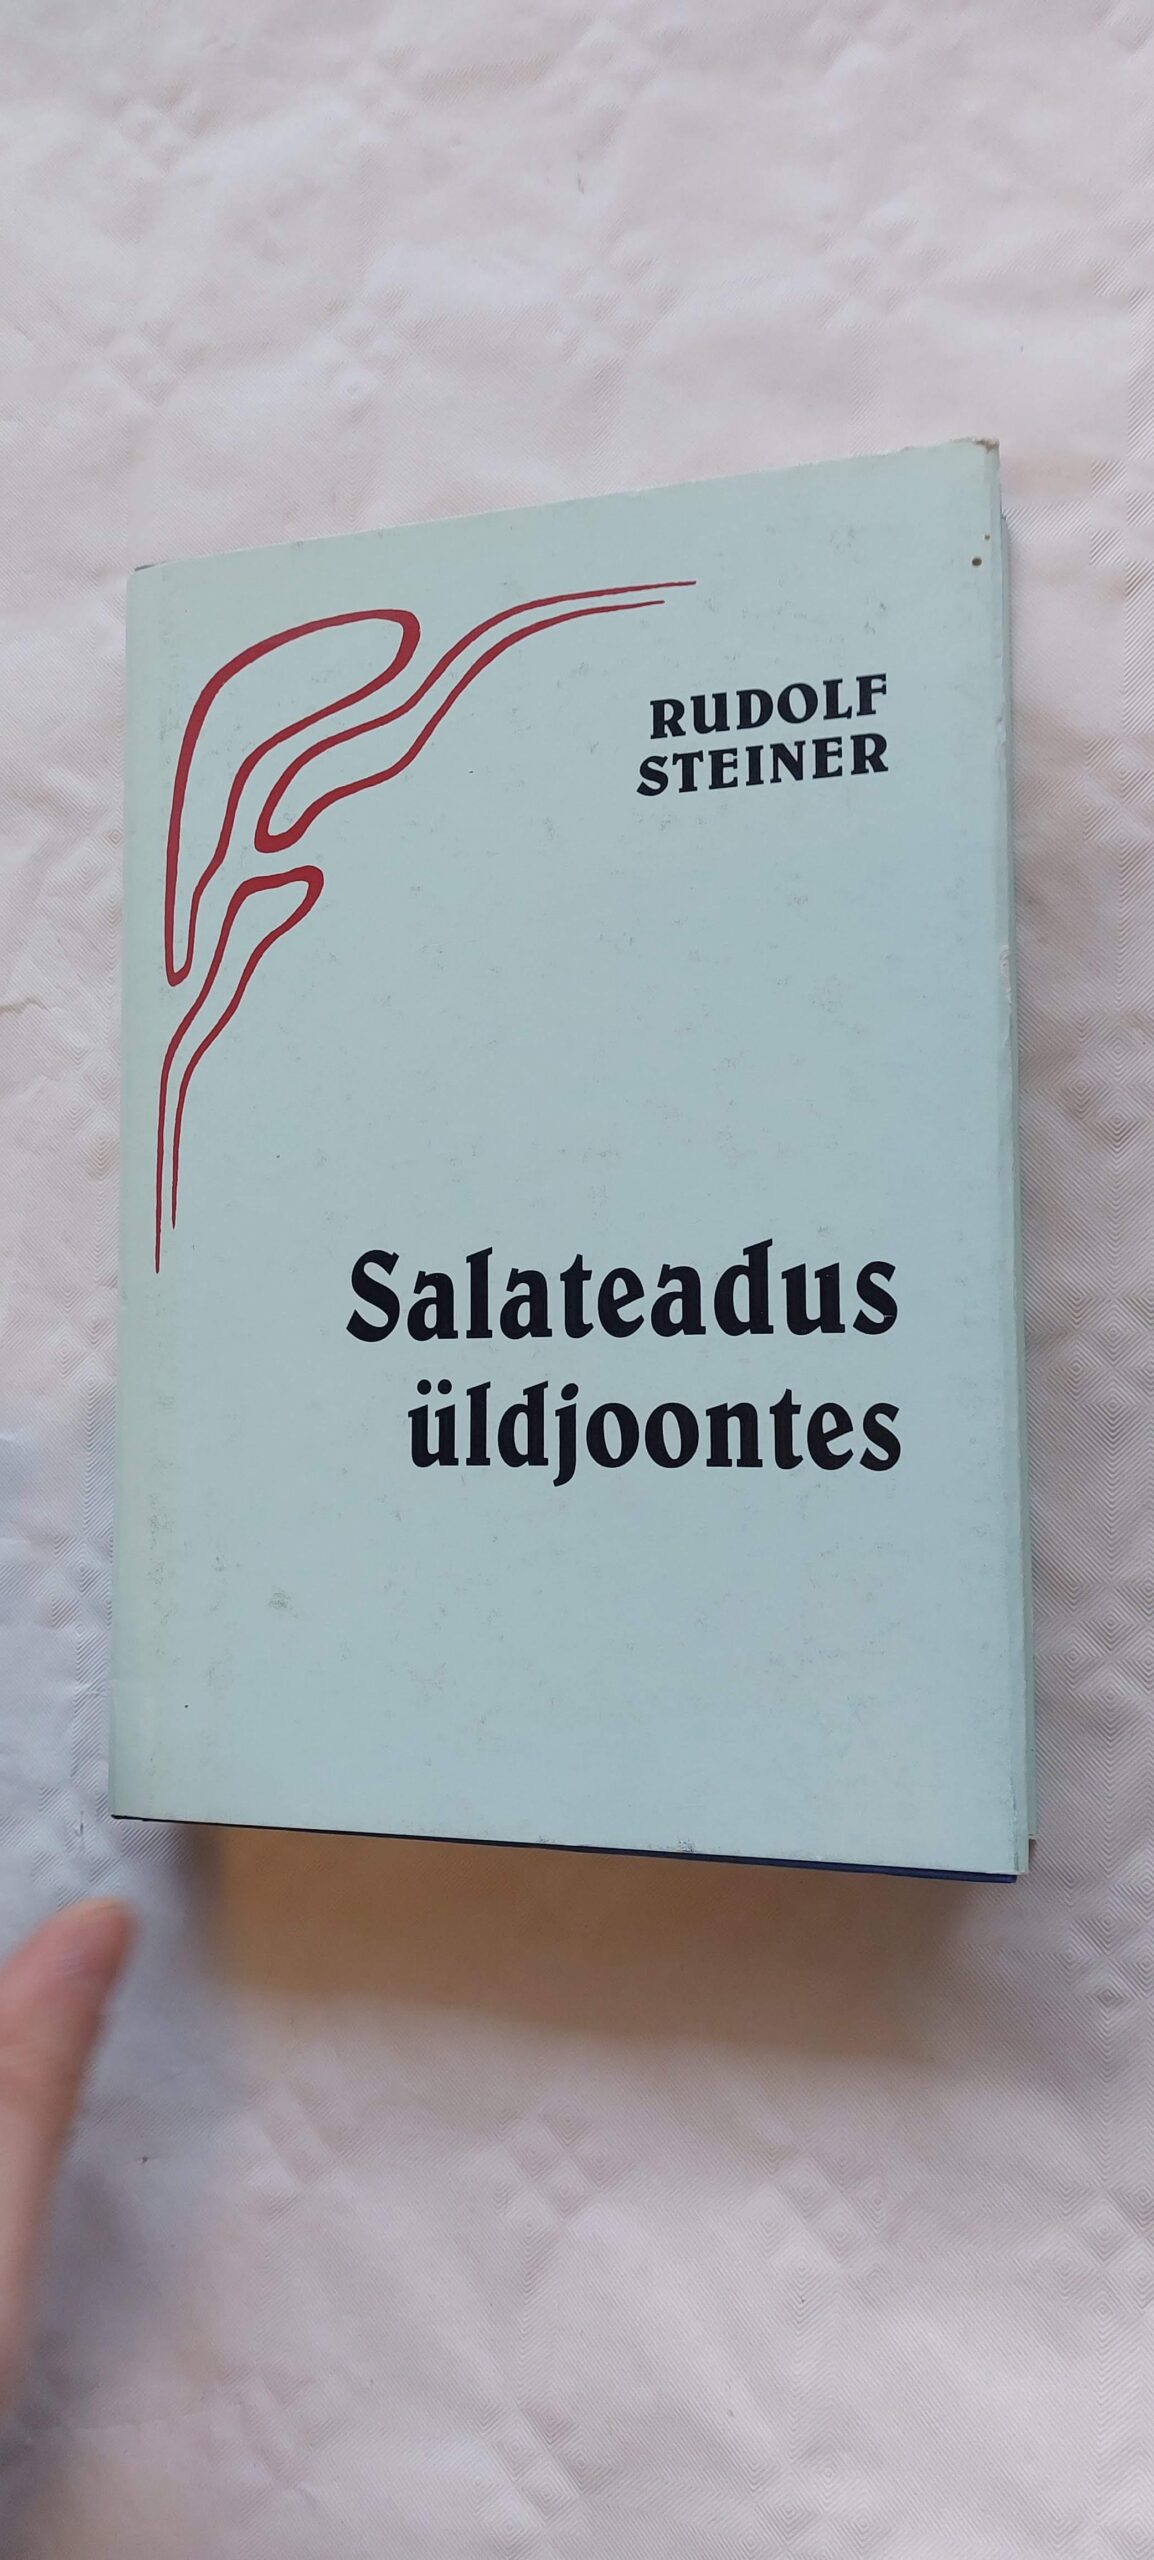 RUDOLF
STEINER
Salateadus
üldjoontes